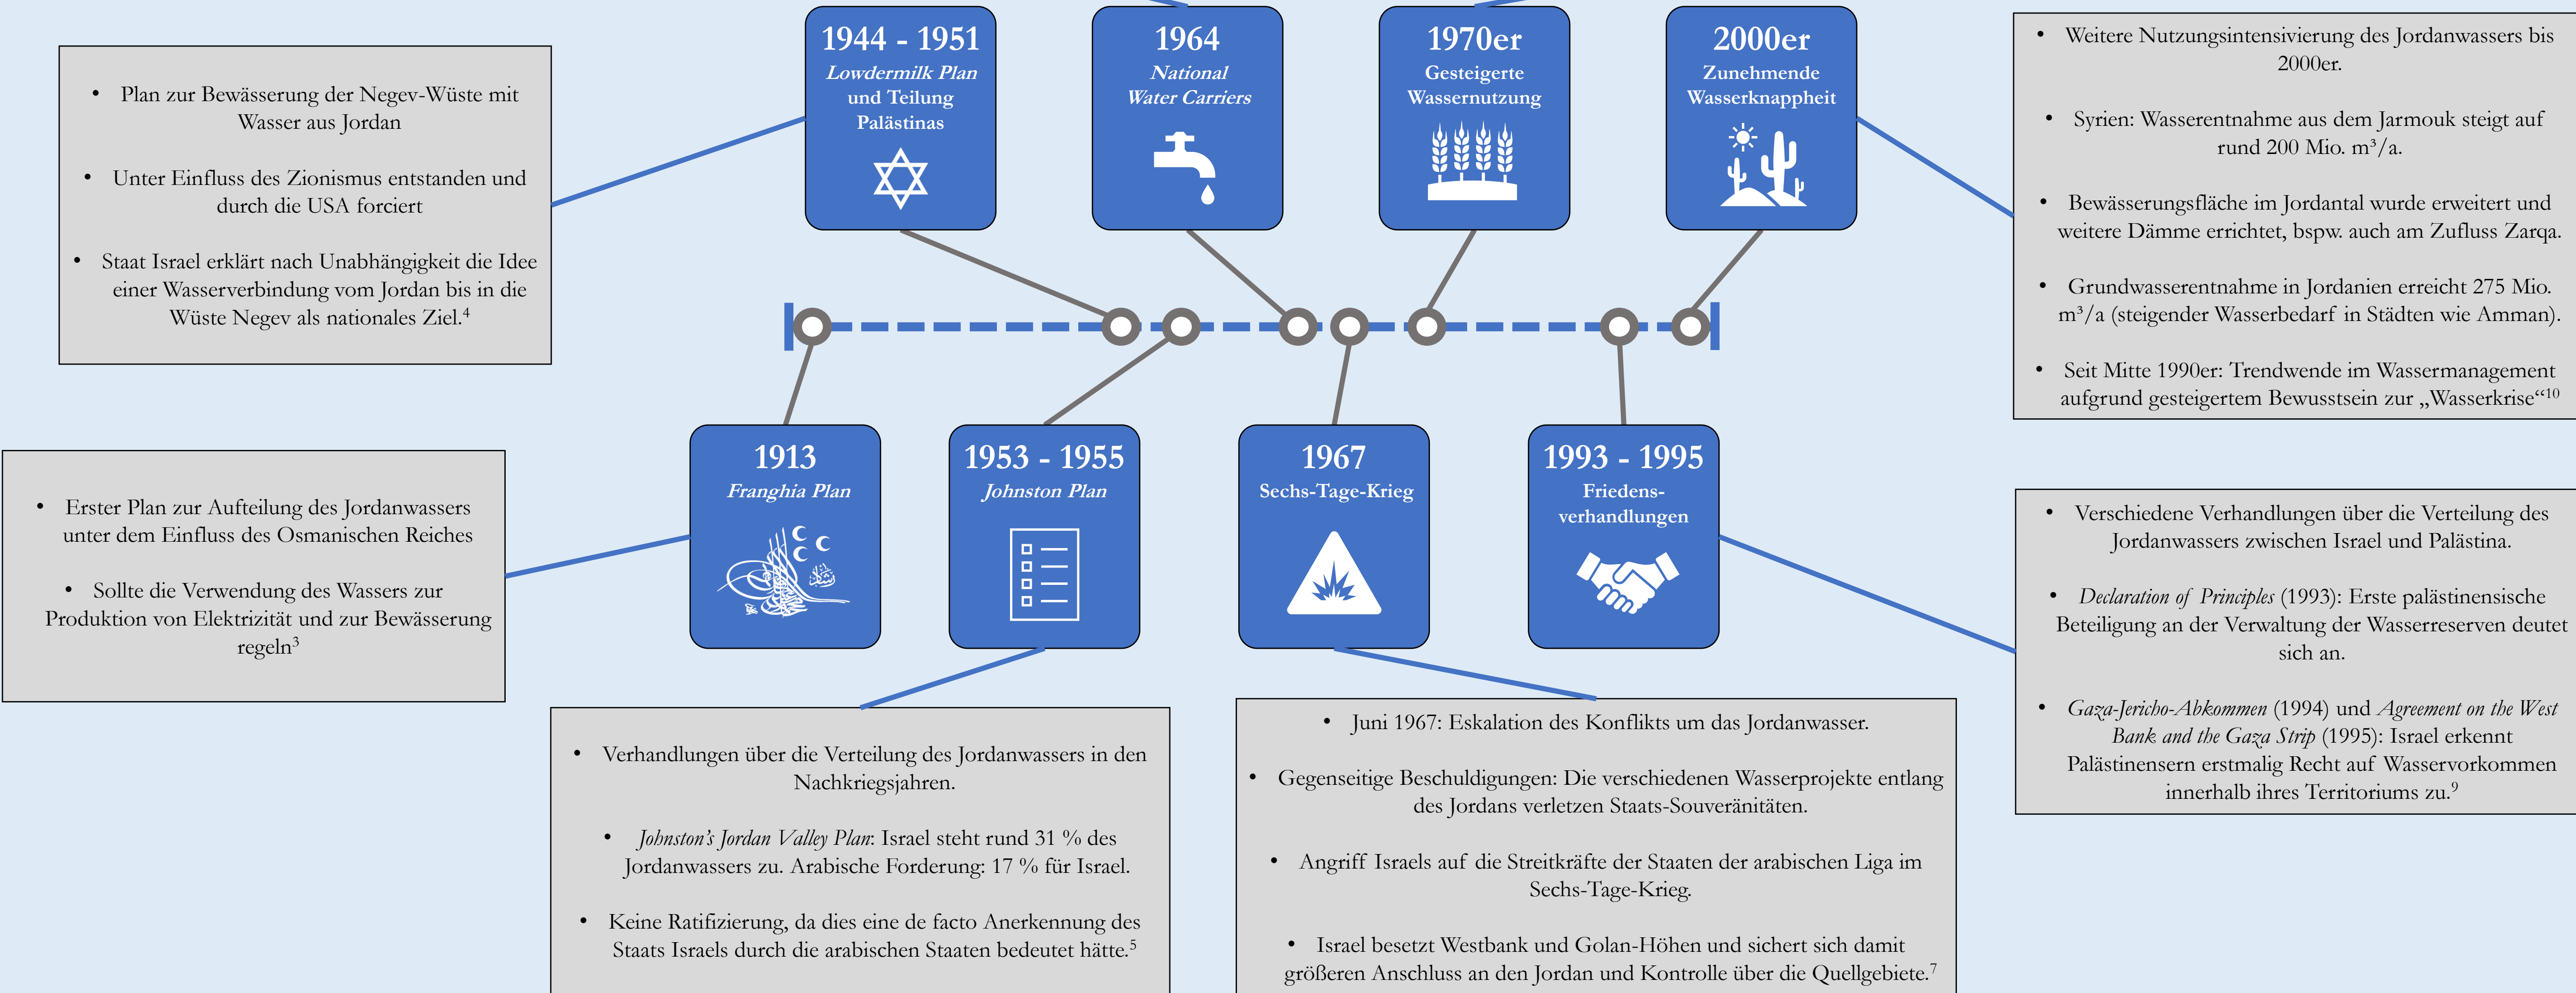 1944 - 1951
Lowdermilk Plan
und Teilung
Palästinas
1964
National
Water Carriers
1970er
Gesteigerte
Wassernutzung
2000er
Zunehmende
Wasserknappheit
• Plan zur Bewässerung der Negev-Wüste mit
Wasser aus Jordan
• Unter Einfluss des Zionismus entstanden und
durch die USA forciert
• Staat Israel erklärt nach Unabhängigkeit die Idee
einer Wasserverbindung vom Jordan bis in die
Wüste Negev als nationales Ziel.⁴
• Weitere Nutzungsintensivierung des Jordanwassers bis
2000er.
• Syrien: Wasserentnahme aus dem Jarmouk steigt auf
rund 200 Mio. m³/a.
• Bewässerungsfläche im Jordantal wurde erweitert und
weitere Dämme errichtet, bspw. auch am Zufluss Zarqa.
• Grundwasserentnahme in Jordanien erreicht 275 Mio.
m³/a (steigender Wasserbedarf in Städten wie Amman).
• Seit Mitte 1990er: Trendwende im Wassermanagement
aufgrund gesteigertem Bewusstsein zur „Wasserkrise“¹⁰
1913
Franghia Plan
1953 - 1955
Johnston Plan
1967
Sechs-Tage-Krieg
1993 - 1995
Friedens-
verhandlungen
• Erster Plan zur Aufteilung des Jordanwassers
unter dem Einfluss des Osmanischen Reiches
• Sollte die Verwendung des Wassers zur
Produktion von Elektrizität und zur Bewässerung
regeln³
• Verhandlungen über die Verteilung des Jordanwassers in den
Nachkriegsjahren.
• Johnston’s Jordan Valley Plan: Israel steht rund 31 % des
Jordanwassers zu. Arabische Forderung: 17 % für Israel.
• Keine Ratifizierung, da dies eine de facto Anerkennung des
Staats Israels durch die arabischen Staaten bedeutet hätte.⁵
• Juni 1967: Eskalation des Konflikts um das Jordanwasser.
• Gegenseitige Beschuldigungen: Die verschiedenen Wasserprojekte entlang
des Jordans verletzen Staats-Souveränitäten.
• Angriff Israels auf die Streitkräfte der Staaten der arabischen Liga im
Sechs-Tage-Krieg.
• Israel besetzt Westbank und Golan-Höhen und sichert sich damit
größeren Anschluss an den Jordan und Kontrolle über die Quellgebiete.⁷
• Verschiedene Verhandlungen über die Verteilung des
Jordanwassers zwischen Israel und Palästina.
• Declaration of Principles (1993): Erste palästinensische
Beteiligung an der Verwaltung der Wasserreserven deutet
sich an.
• Gaza-Jericho-Abkommen (1994) und Agreement on the West
Bank and the Gaza Strip (1995): Israel erkennt
Palästinensern erstmalig Recht auf Wasservorkommen
innerhalb ihres Territoriums zu.⁹